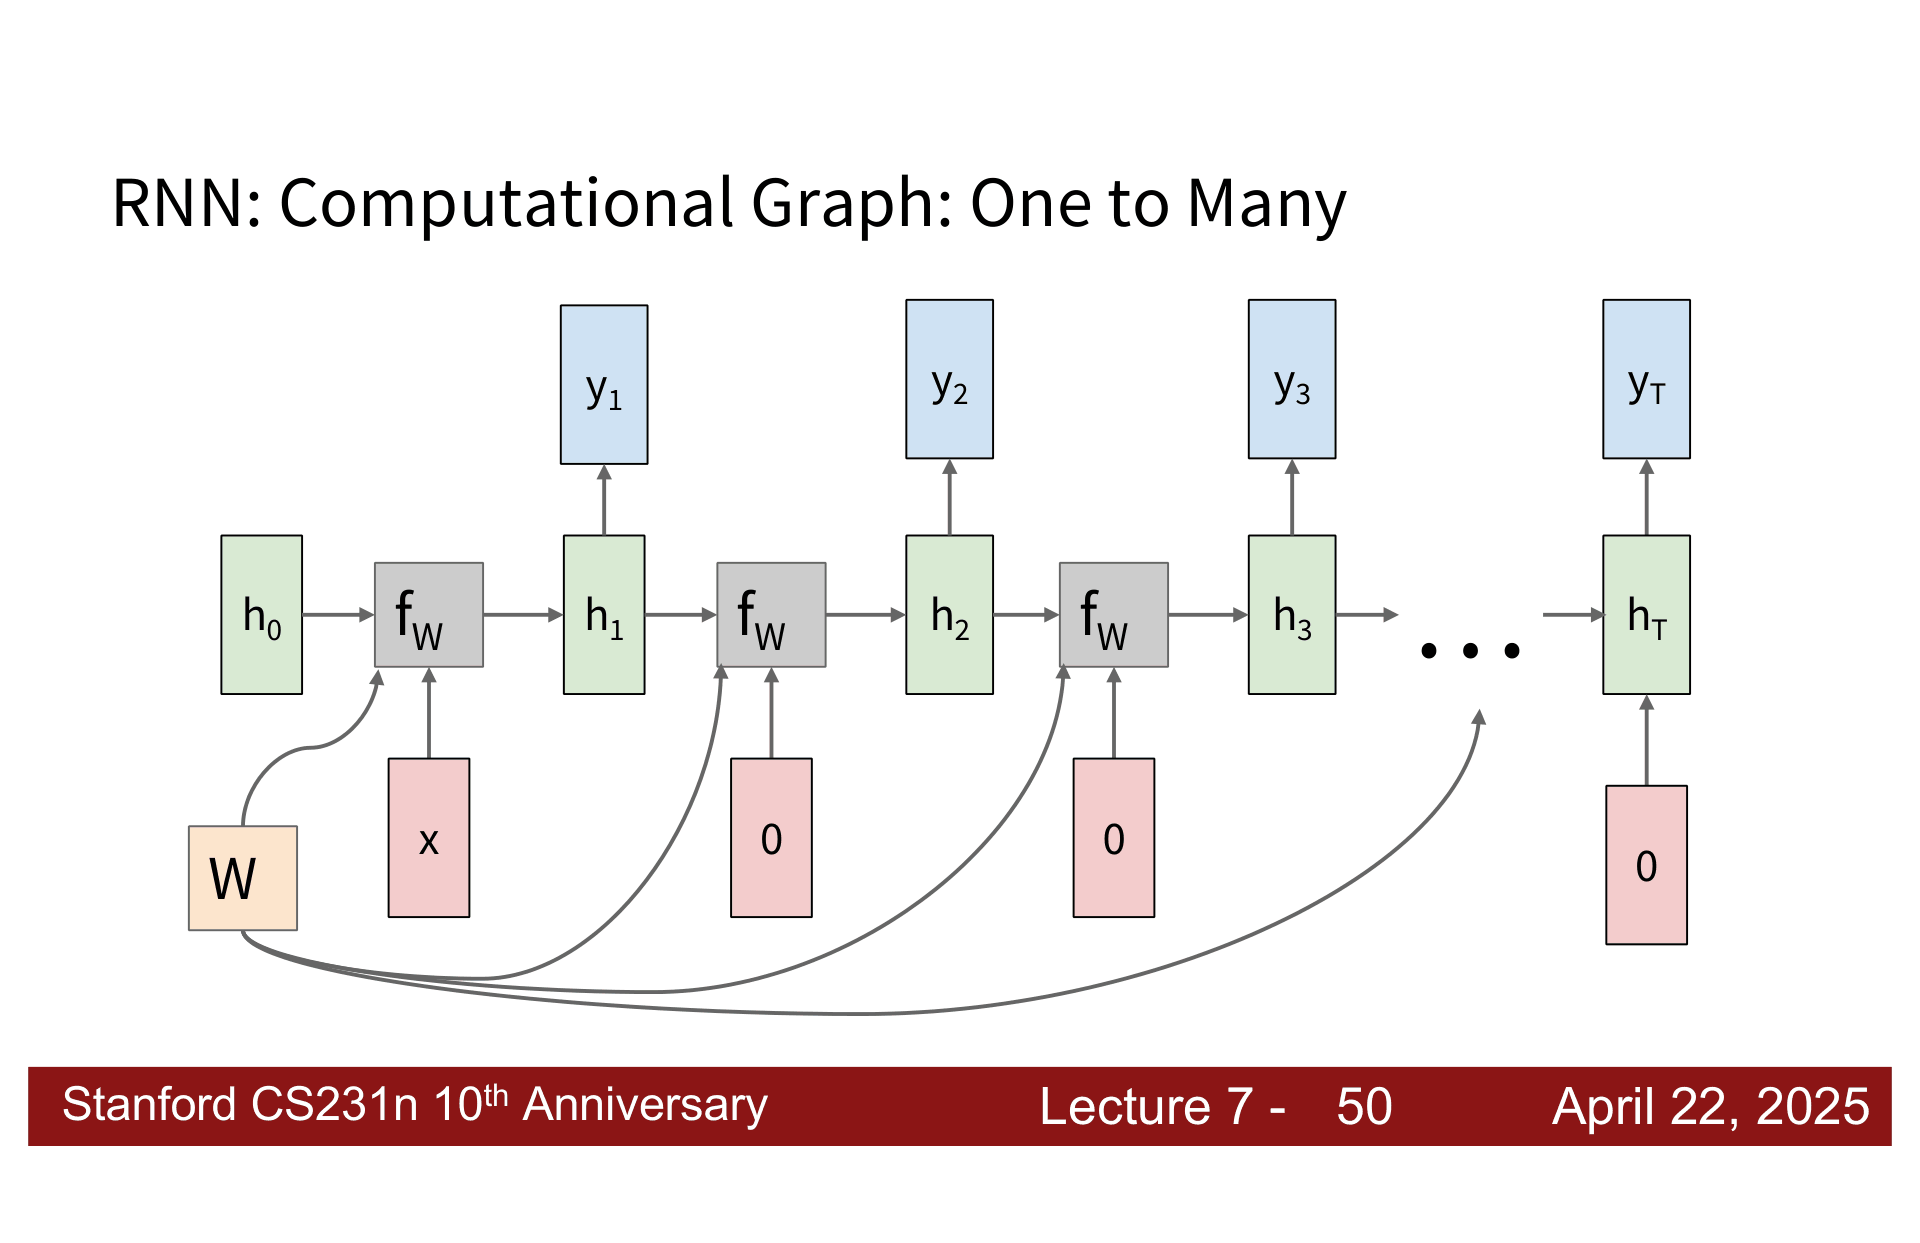 RNN: Computational Graph: One to Many
y1
y2
y3
yT
h0
fW
h1
fW
h2
fW
h3
...
hT
x
0
0
0
W
Stanford CS231n 10th Anniversary
Lecture 7 - 50
April 22, 2025